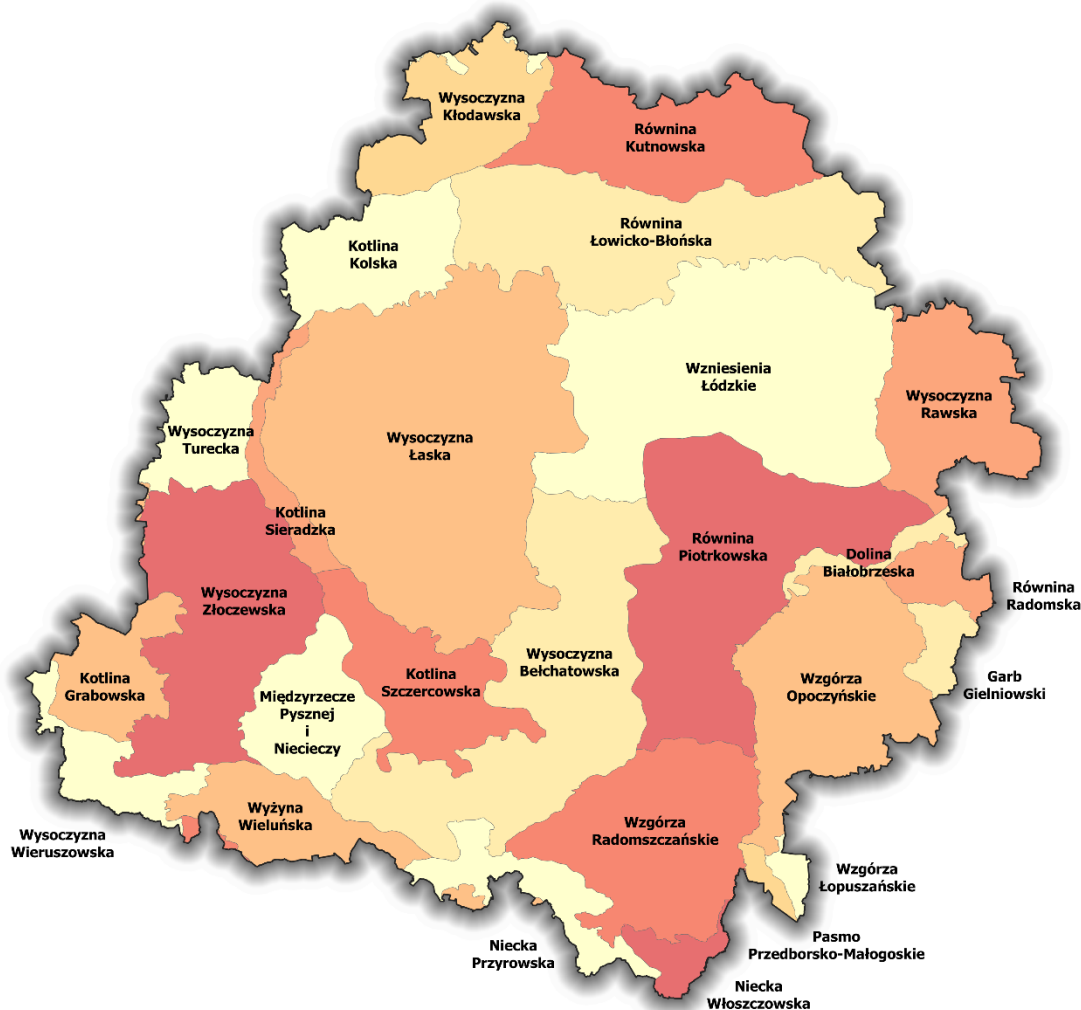 Wysoczyzna
Kłodawska
Równina
Kutnowska
Równina
Łowicko-Błońska
Kotlina
Kolska
Wzniesienia
Łódzkie
Wysoczyzna
Rawska
Wysoczyzna
Turecka
Wysoczyzna
Łaska
Kotlina
Sieradzka
Równina
Piotrkowska
Dolina
Białobrzeska
Równina
Radomska
Wysoczyzna
Złoczewska
Wysoczyzna
Bełchatowska
Kotlina
Szczercowska
Kotlina
Grabowska
Wzgórza
Opoczyńskie
Garb
Gielniowski
Międzyrzecze
Pysznej
i
Niecieczy
Wyżyna
Wieluńska
Wysoczyzna
Wieruszowska
Wzgórza
Radomszczańskie
Wzgórza
Łopuszańskie
Niecka
Przyrowska
Pasmo
Przedborsko-Małogoskie
Niecka
Włoszczowska